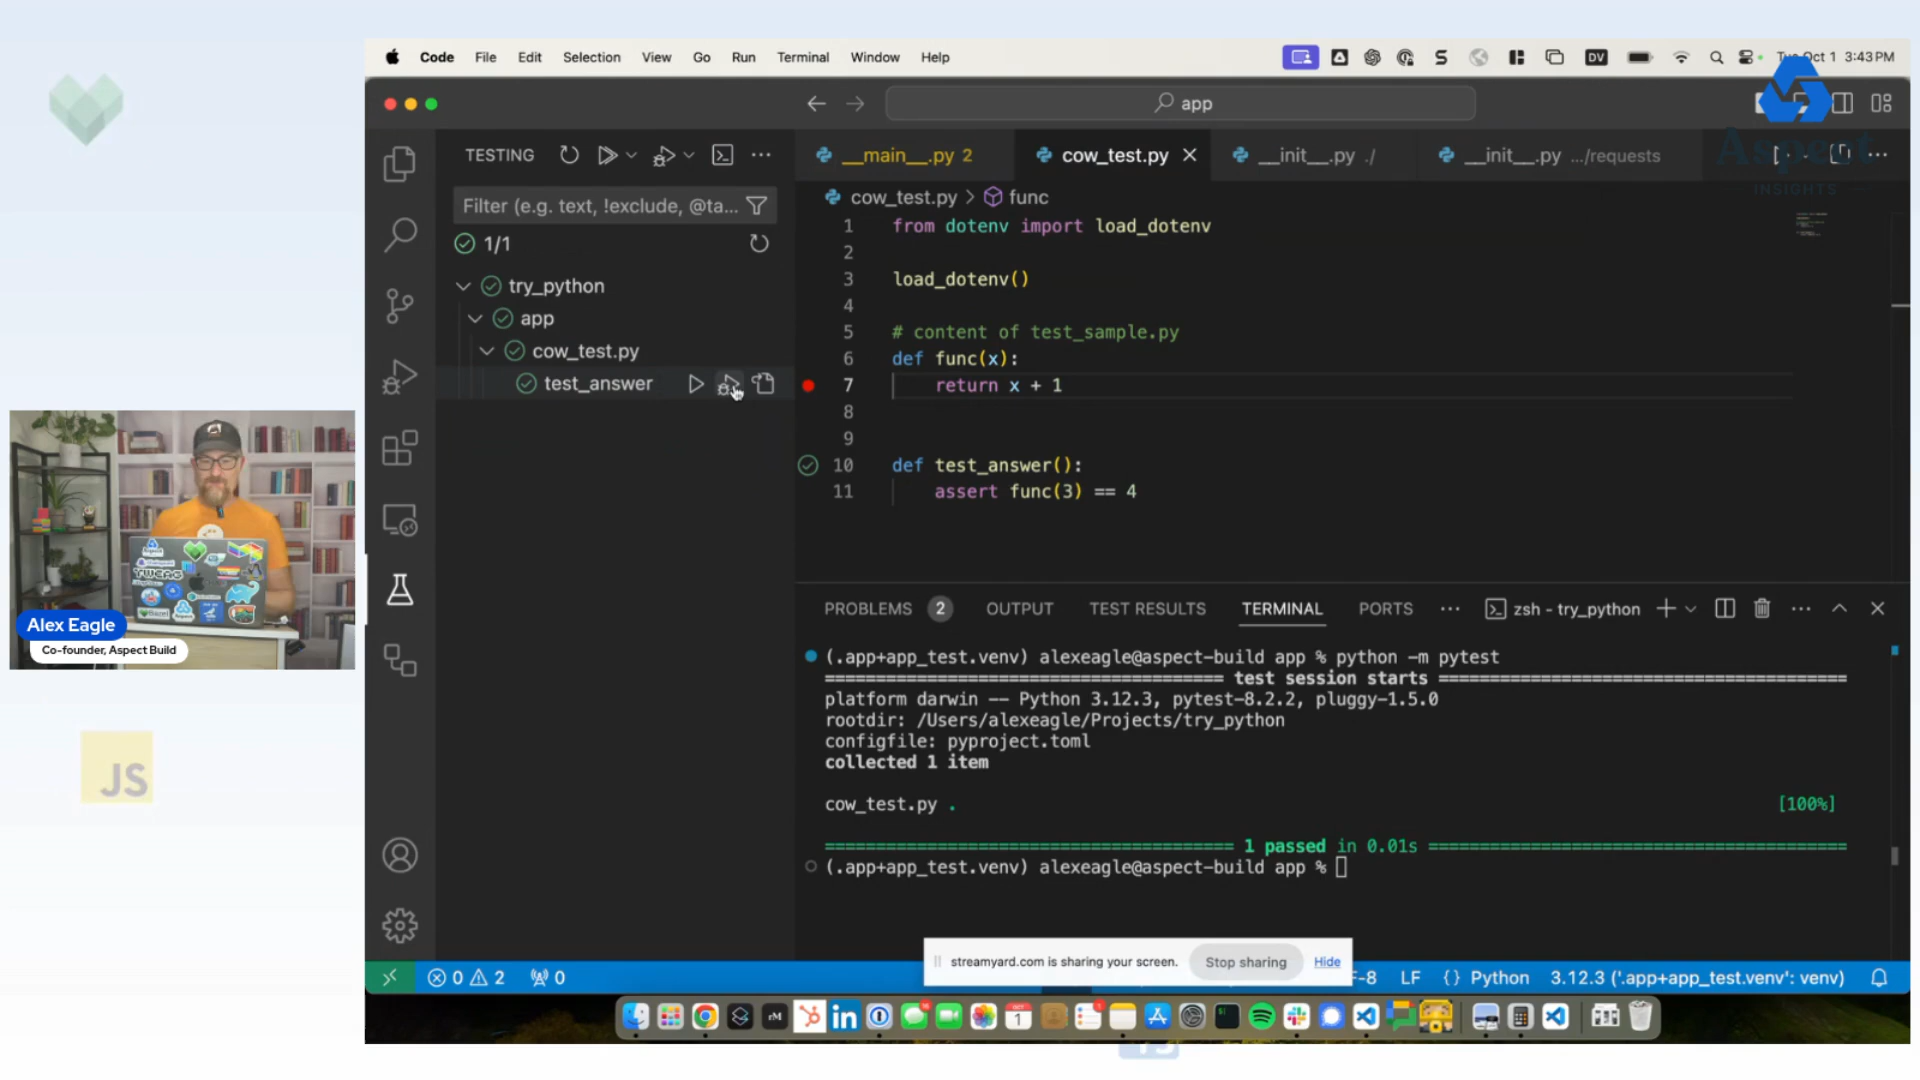 Code File Edit Selection View Go Run Terminal Window Help
DV
Tue Oct 1 3:43 PM
app
TESTING
__main__.py 2
cow_test.py
__init__.py ./
__init__.py .../requests
Aspect
INSIGHTS
Filter (e.g. text, !exclude, @ta...
1/1
try_python
app
cow_test.py
test_answer
cow_test.py > func
1 from dotenv import load_dotenv
2
3 load_dotenv()
4
5 # content of test_sample.py
6 def func(x):
7 return x + 1
8
9
10 def test_answer():
11 assert func(3) == 4
Alex Eagle
Co-founder, Aspect Build
JS
PROBLEMS 2 OUTPUT TEST RESULTS TERMINAL PORTS ... zsh - try_python
(.app+app_test.venv) alexeagle@aspect-build app % python -m pytest
test session starts
platform darwin -- Python 3.12.3, pytest-8.2.2, pluggy-1.5.0
rootdir: /Users/alexeagle/Projects/try_python
configfile: pyproject.toml
collected 1 item
cow_test.py . [100%]
1 passed in 0.01s
(.app+app_test.venv) alexeagle@aspect-build app %
streamyard.com is sharing your screen. Stop sharing Hide
0 2 0
F-8 LF {} Python 3.12.3 ('.app+app_test.venv': venv)